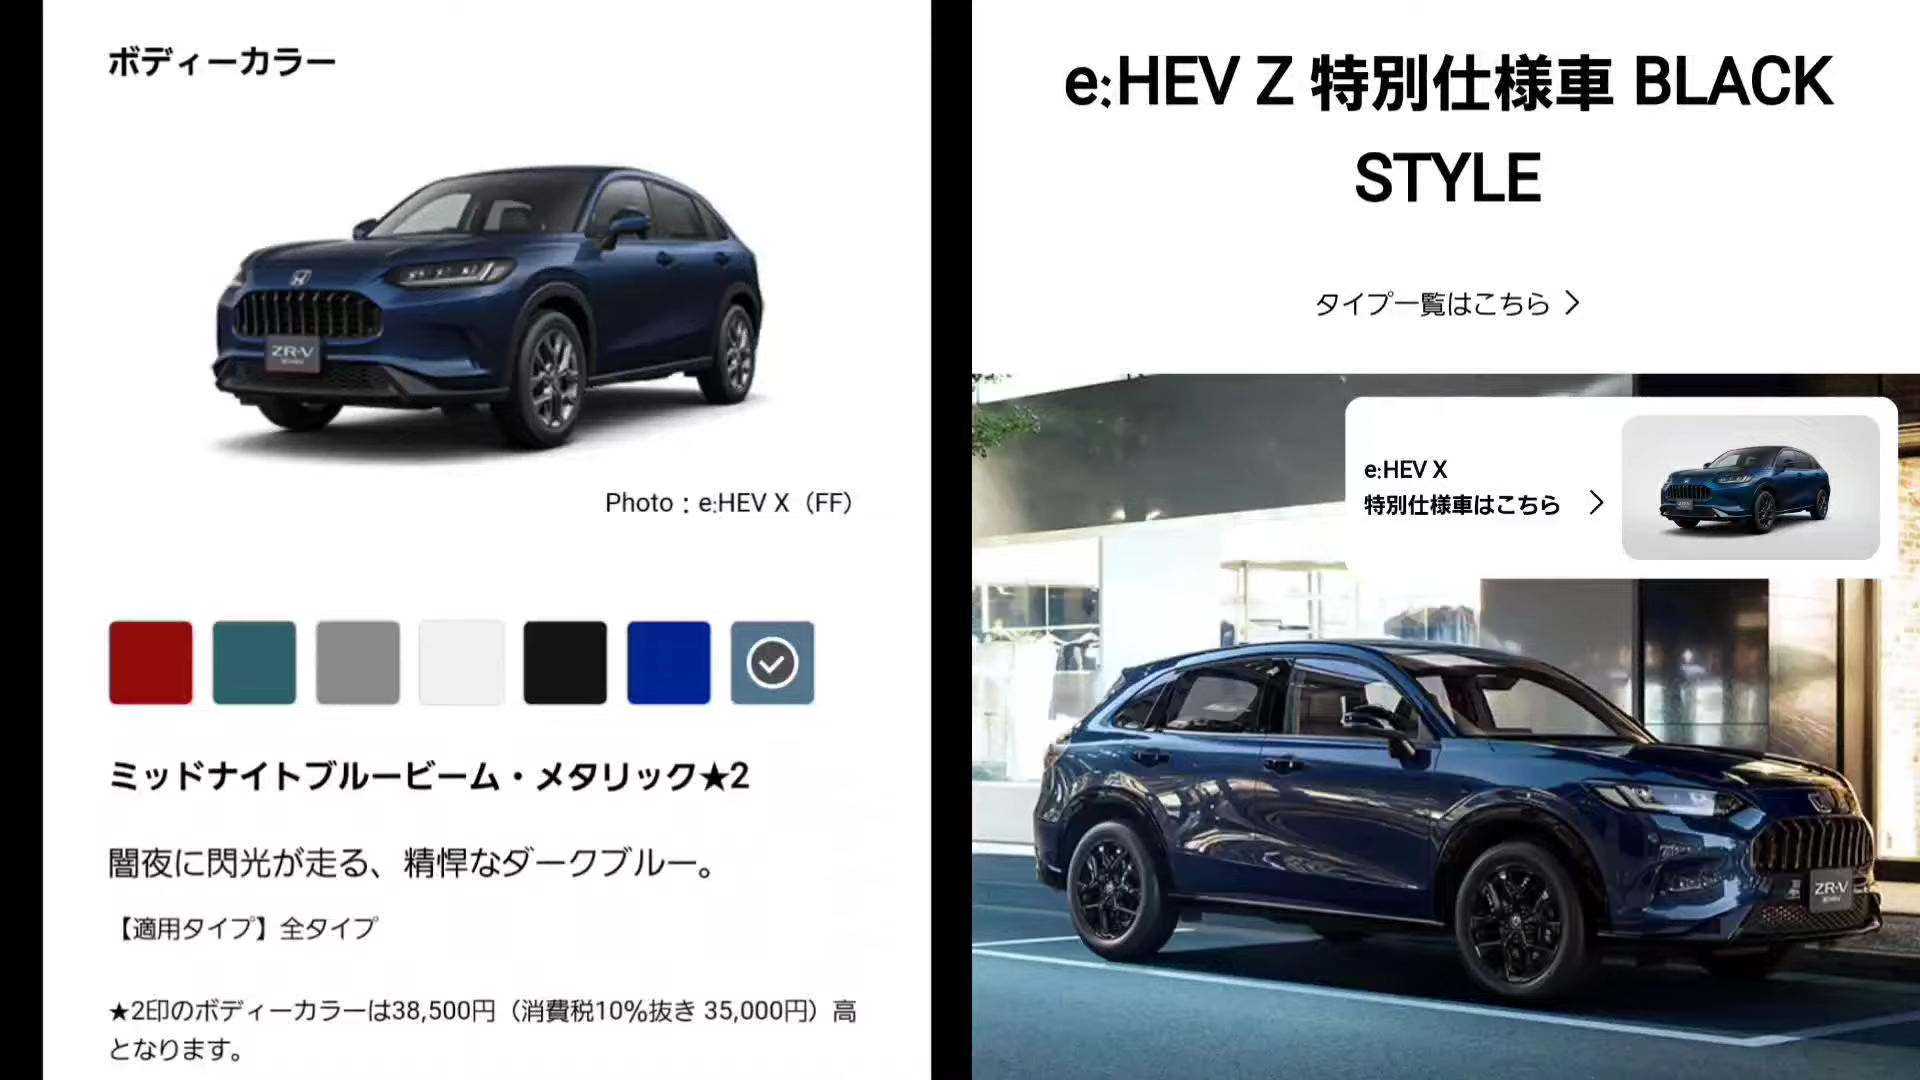 ボディーカラー
ZR-V
Photo：e:HEV X（FF）
ミッドナイトブルービーム・メタリック★2
闇夜に閃光が走る、精悍なダークブルー。
【適用タイプ】全タイプ
★2印のボディーカラーは38,500円（消費税10％抜き 35,000円）高
となります。
e:HEV Z 特別仕様車 BLACK
STYLE
タイプ一覧はこちら
e:HEV X
特別仕様車はこちら
ZR-V